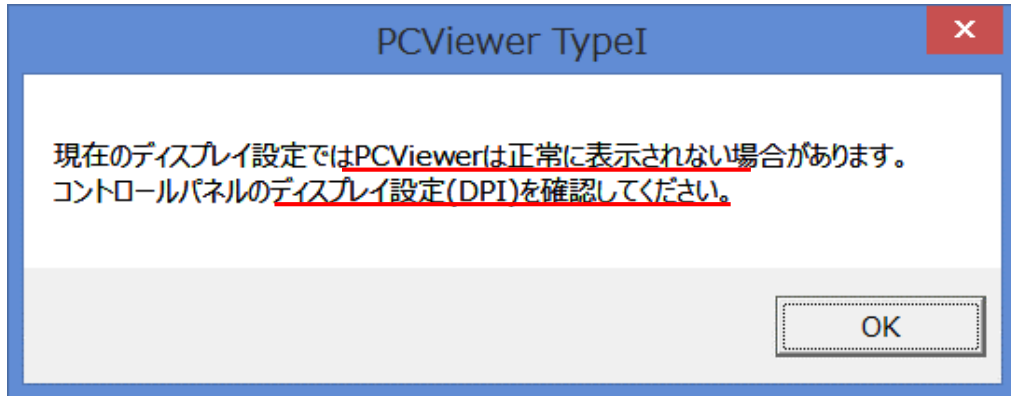 PCViewer TypeI
現在のディスプレイ設定ではPCViewerは正常に表示されない場合があります。
コントロールパネルのディスプレイ設定(DPI)を確認してください。
OK